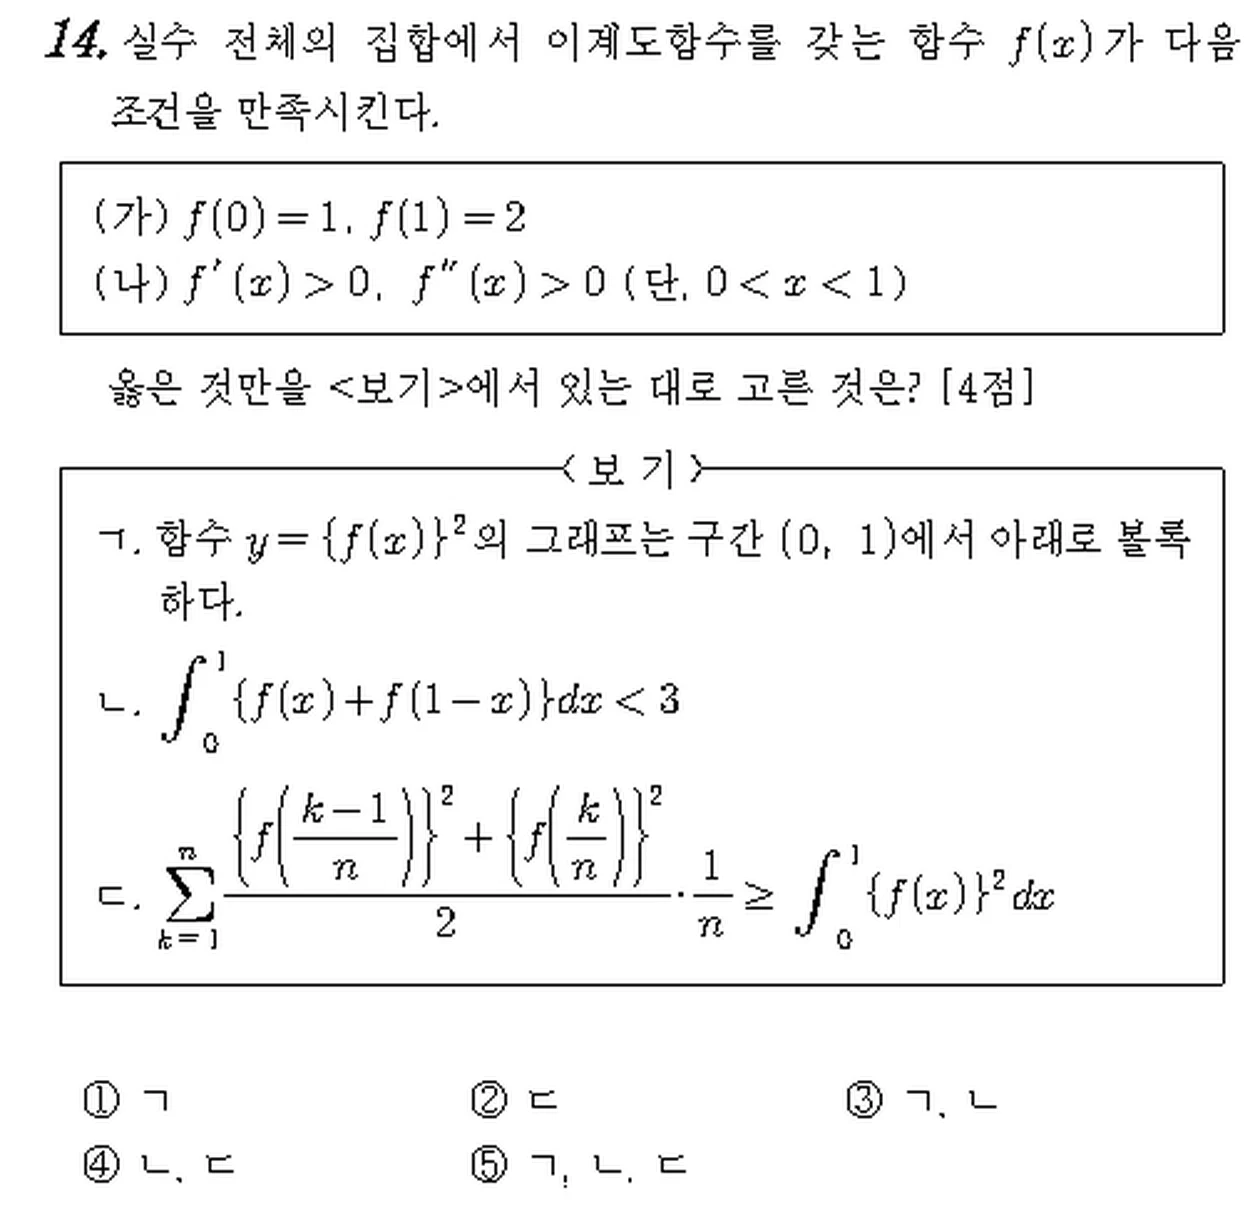 14. 실수 전체의 집합에서 이계도함수를 갖는 함수 f(x)가 다음
조건을 만족시킨다.
(가) f(0)=1, f(1)=2
(나) f′(x)>0, f″(x)>0 (단, 0<x<1)
옳은 것만을 <보기>에서 있는 대로 고른 것은? [4점]
<보 기>
ㄱ. 함수 y={f(x)}²의 그래프는 구간 (0, 1)에서 아래로 볼록
하다.
ㄴ. ∫₀¹{f(x)+f(1−x)}dx<3
ㄷ. ∑_{k=1}^{n} ({f((k−1)/n)}²+{f(k/n)}²)/2 · 1/n ≥ ∫₀¹{f(x)}²dx
① ㄱ ② ㄷ ③ ㄱ, ㄴ
④ ㄴ, ㄷ ⑤ ㄱ, ㄴ, ㄷ